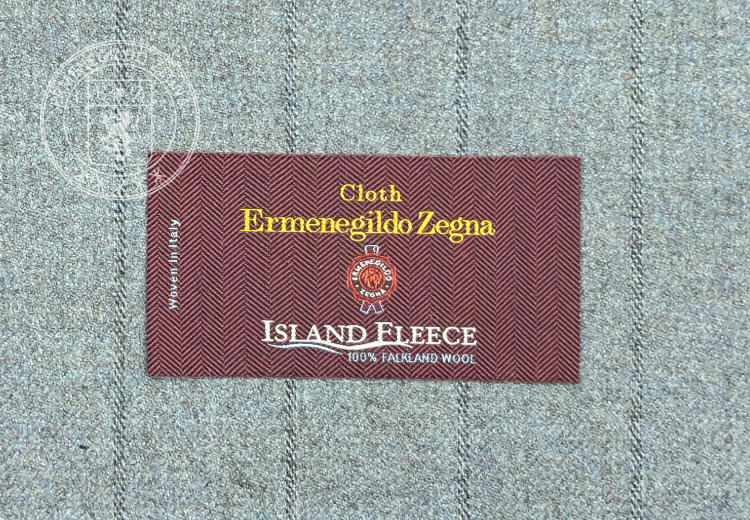 Cloth
Ermenegildo Zegna
Woven in Italy
ERMENEGILDO
ZEGNA
ISLAND FLEECE
100% FALKLAND WOOL